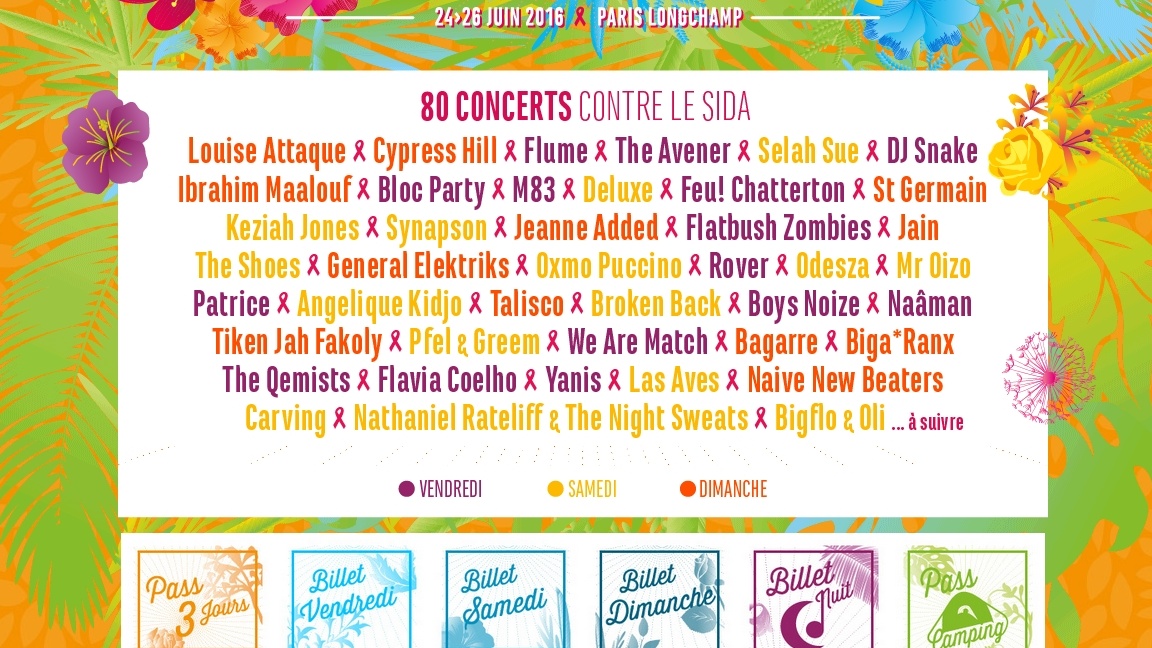 24>26 JUIN 2016 PARIS LONGCHAMP
80 CONCERTS CONTRE LE SIDA
Louise Attaque Cypress Hill Flume The Avener Selah Sue DJ Snake
Ibrahim Maalouf Bloc Party M83 Deluxe Feu! Chatterton St Germain
Keziah Jones Synapson Jeanne Added Flatbush Zombies Jain
The Shoes General Elektriks Oxmo Puccino Rover Odesza Mr Oizo
Patrice Angelique Kidjo Talisco Broken Back Boys Noize Naâman
Tiken Jah Fakoly Pfel & Greem We Are Match Bagarre Biga*Ranx
The Qemists Flavia Coelho Yanis Las Aves Naive New Beaters
Carving Nathaniel Rateliff & The Night Sweats Bigflo & Oli ... à suivre
VENDREDI SAMEDI DIMANCHE
Pass 3 Jours
Billet Vendredi
Billet Samedi
Billet Dimanche
Billet Nuit
Pass Camping